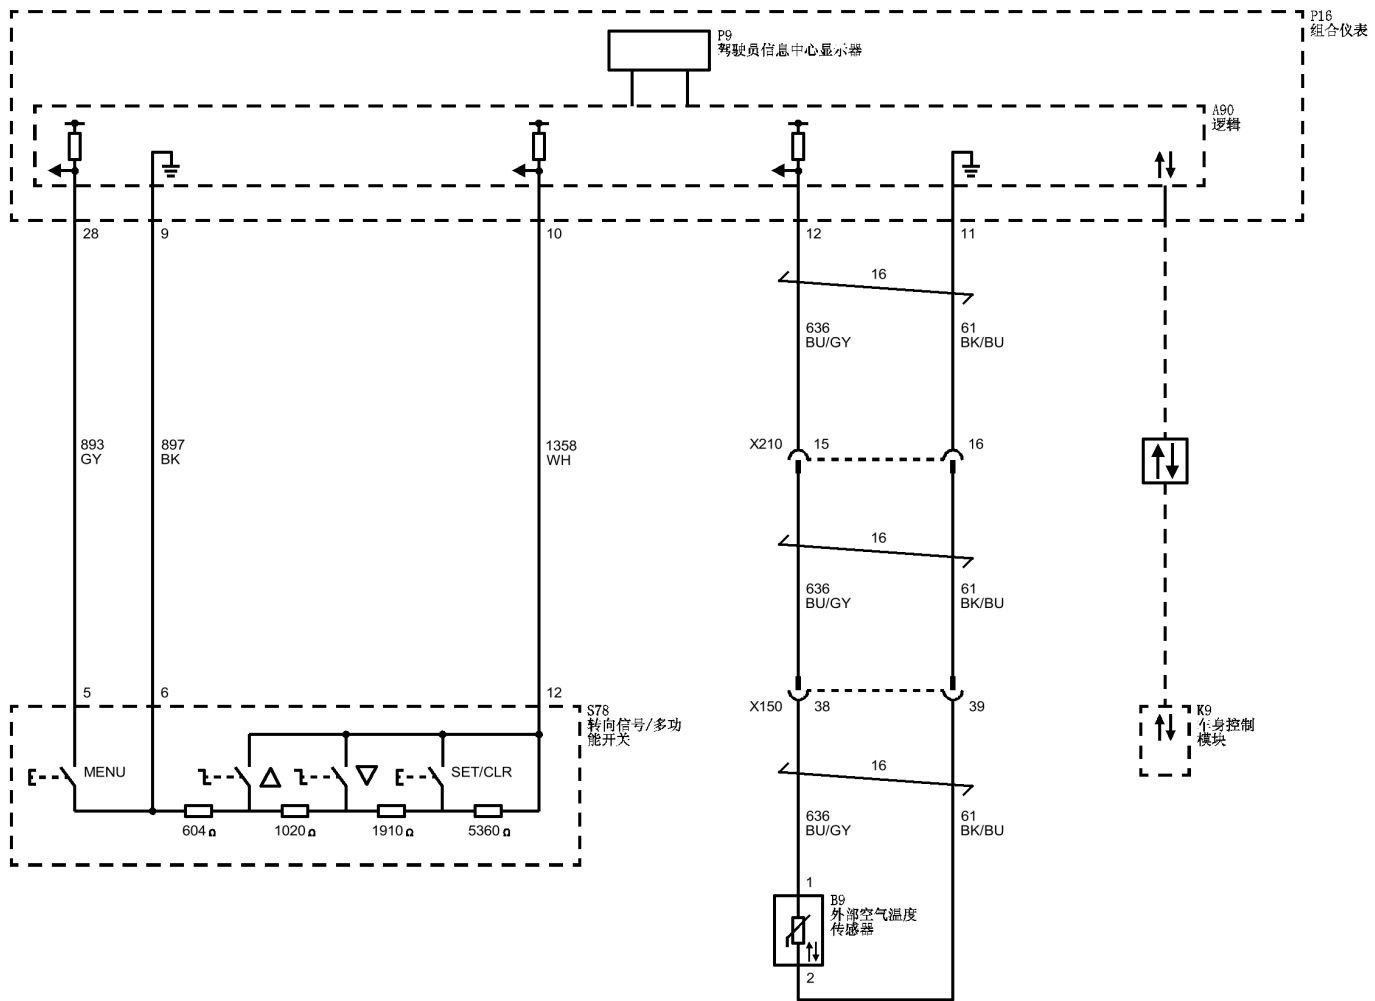 P16
组合仪表
P9
驾驶员信息中心显示器
A90
逻辑
28
9
10
12
11
16
636
BU/GY
61
BK/BU
893
GY
897
BK
1358
WH
X210
15
16
16
636
BU/GY
61
BK/BU
5
6
12
X150
38
39
S78
转向信号/多功
能开关
K9
车身控制
模块
MENU
SET/CLR
16
604Ω
1020Ω
1910Ω
5360Ω
636
BU/GY
61
BK/BU
1
B9
外部空气温度
传感器
2